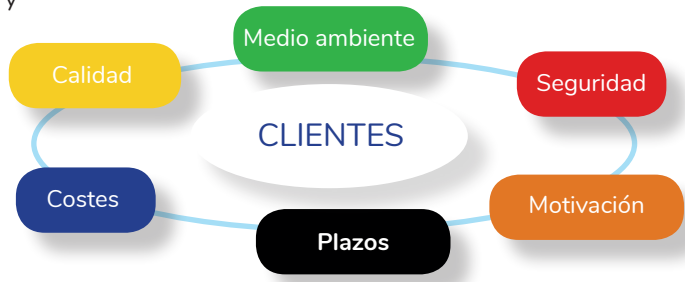 y
Medio ambiente
Calidad
Seguridad
CLIENTES
Costes
Motivación
Plazos